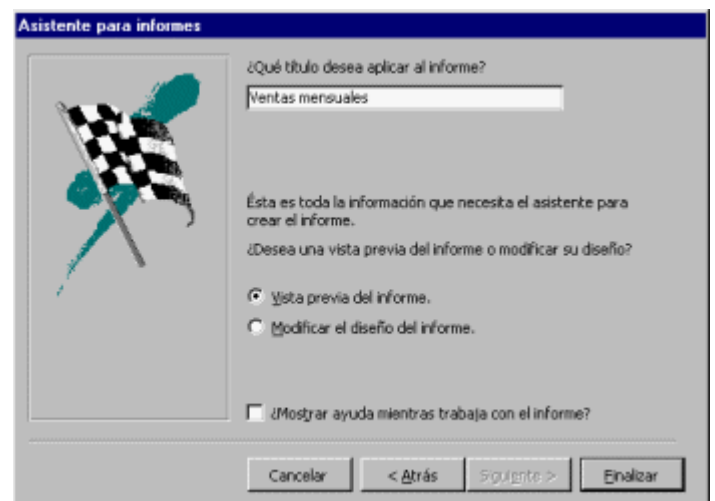 Asistente para informes
¿Qué título desea aplicar al informe?
Ventas mensuales
Ésta es toda la información que necesita el asistente para
crear el informe.
¿Desea una vista previa del informe o modificar su diseño?
Vista previa del informe.
Modificar el diseño del informe.
¿Mostrar ayuda mientras trabaja con el informe?
Cancelar
< Atrás
Siguiente >
Finalizar